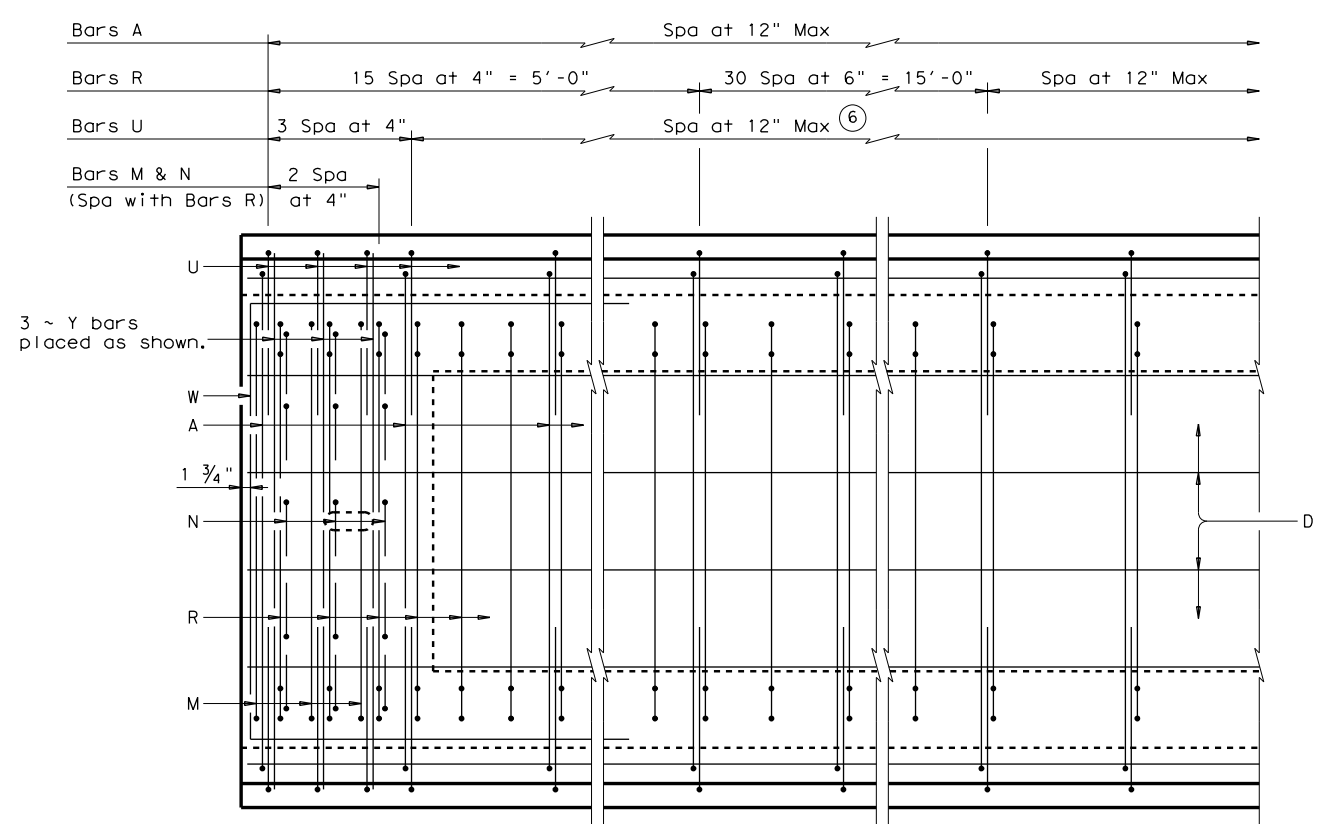 Bars A
Spa at 12" Max
Bars R
15 Spa at 4" = 5'-0"
30 Spa at 6" = 15'-0"
Spa at 12" Max
Bars U
3 Spa at 4"
Spa at 12" Max
6
Bars M & N
2 Spa
(Spa with Bars R)
at 4"
U
3 ~ Y bars
placed as shown.
W
A
1 3/4"
N
D
R
M